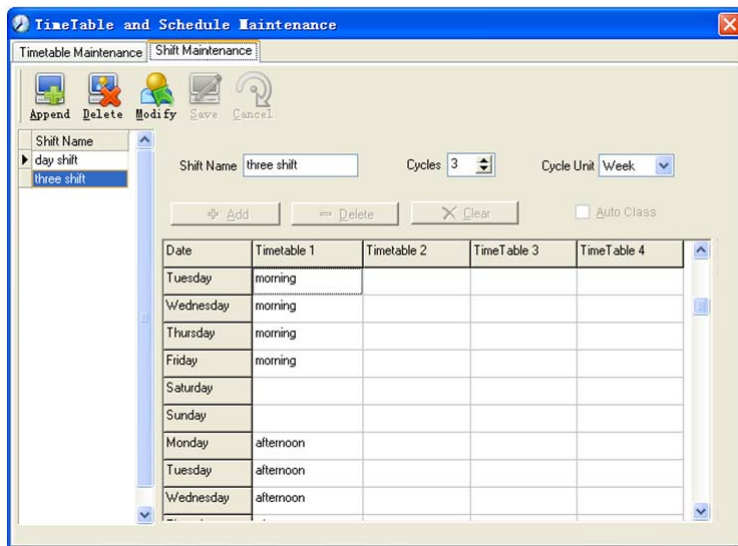 TimeTable and Schedule Maintenance
Timetable Maintenance Shift Maintenance
Append Delete Modify Save Cancel
Shift Name
day shift
three shift
Shift Name three shift Cycles 3 Cycle Unit Week
Add Delete Clear Auto Class
Date Timetable 1 Timetable 2 TimeTable 3 TimeTable 4
Tuesday morning
Wednesday morning
Thursday morning
Friday morning
Saturday
Sunday
Monday afternoon
Tuesday afternoon
Wednesday afternoon